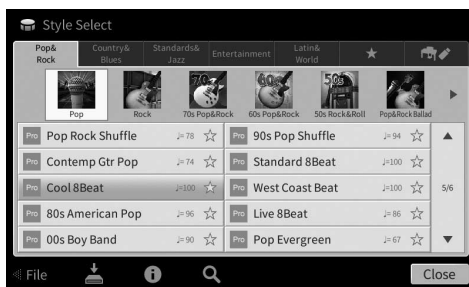 Style Select
Pop& Rock
Country& Blues
Standards& Jazz
Entertainment
Latin& World
Pop
Rock
70s Pop&Rock
60s Pop&Rock
50s Rock&Roll
Pop&Rock Ballad
Pro Pop Rock Shuffle ♩= 78
Pro 90s Pop Shuffle ♩= 94
Pro Contemp Gtr Pop ♩= 74
Pro Standard 8Beat ♩=100
Pro Cool 8Beat ♩=100
Pro West Coast Beat ♩=100
5/6
Pro 80s American Pop ♩= 96
Pro Live 8Beat ♩= 86
Pro 00s Boy Band ♩= 90
Pro Pop Evergreen ♩= 67
File
Close